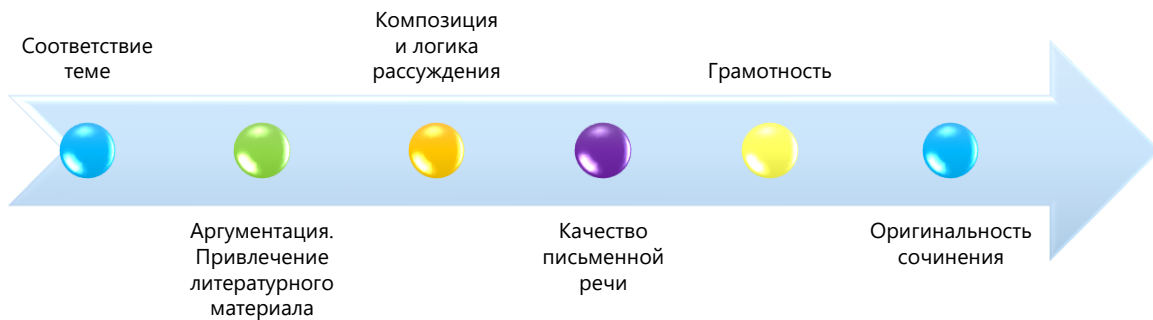 Соответствие
теме
Аргументация.
Привлечение
литературного
материала
Композиция
и логика
рассуждения
Качество
письменной
речи
Грамотность
Оригинальность
сочинения